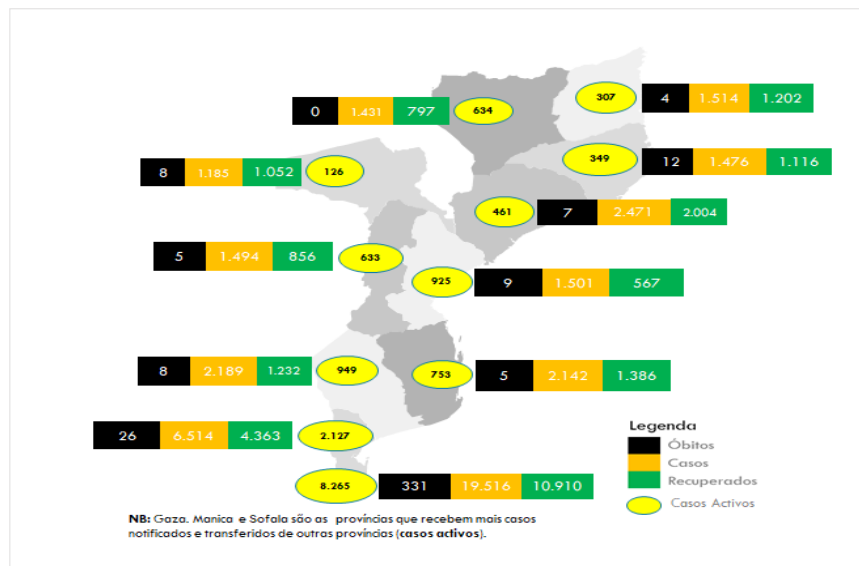 307 4 1.514 1.202
0 1.431 797 634
349 12 1.476 1.116
8 1.185 1.052 126
461 7 2.471 2.004
5 1.494 856 633
925 9 1.501 567
8 2.189 1.232 949
753 5 2.142 1.386
26 6.514 4.363 2.127
8.265 331 19.516 10.910
Legenda
Óbitos
Casos
Recuperados
Casos Activos
NB: Gaza. Manica e Sofala são as províncias que recebem mais casos
notificados e transferidos de outras províncias (casos activos).